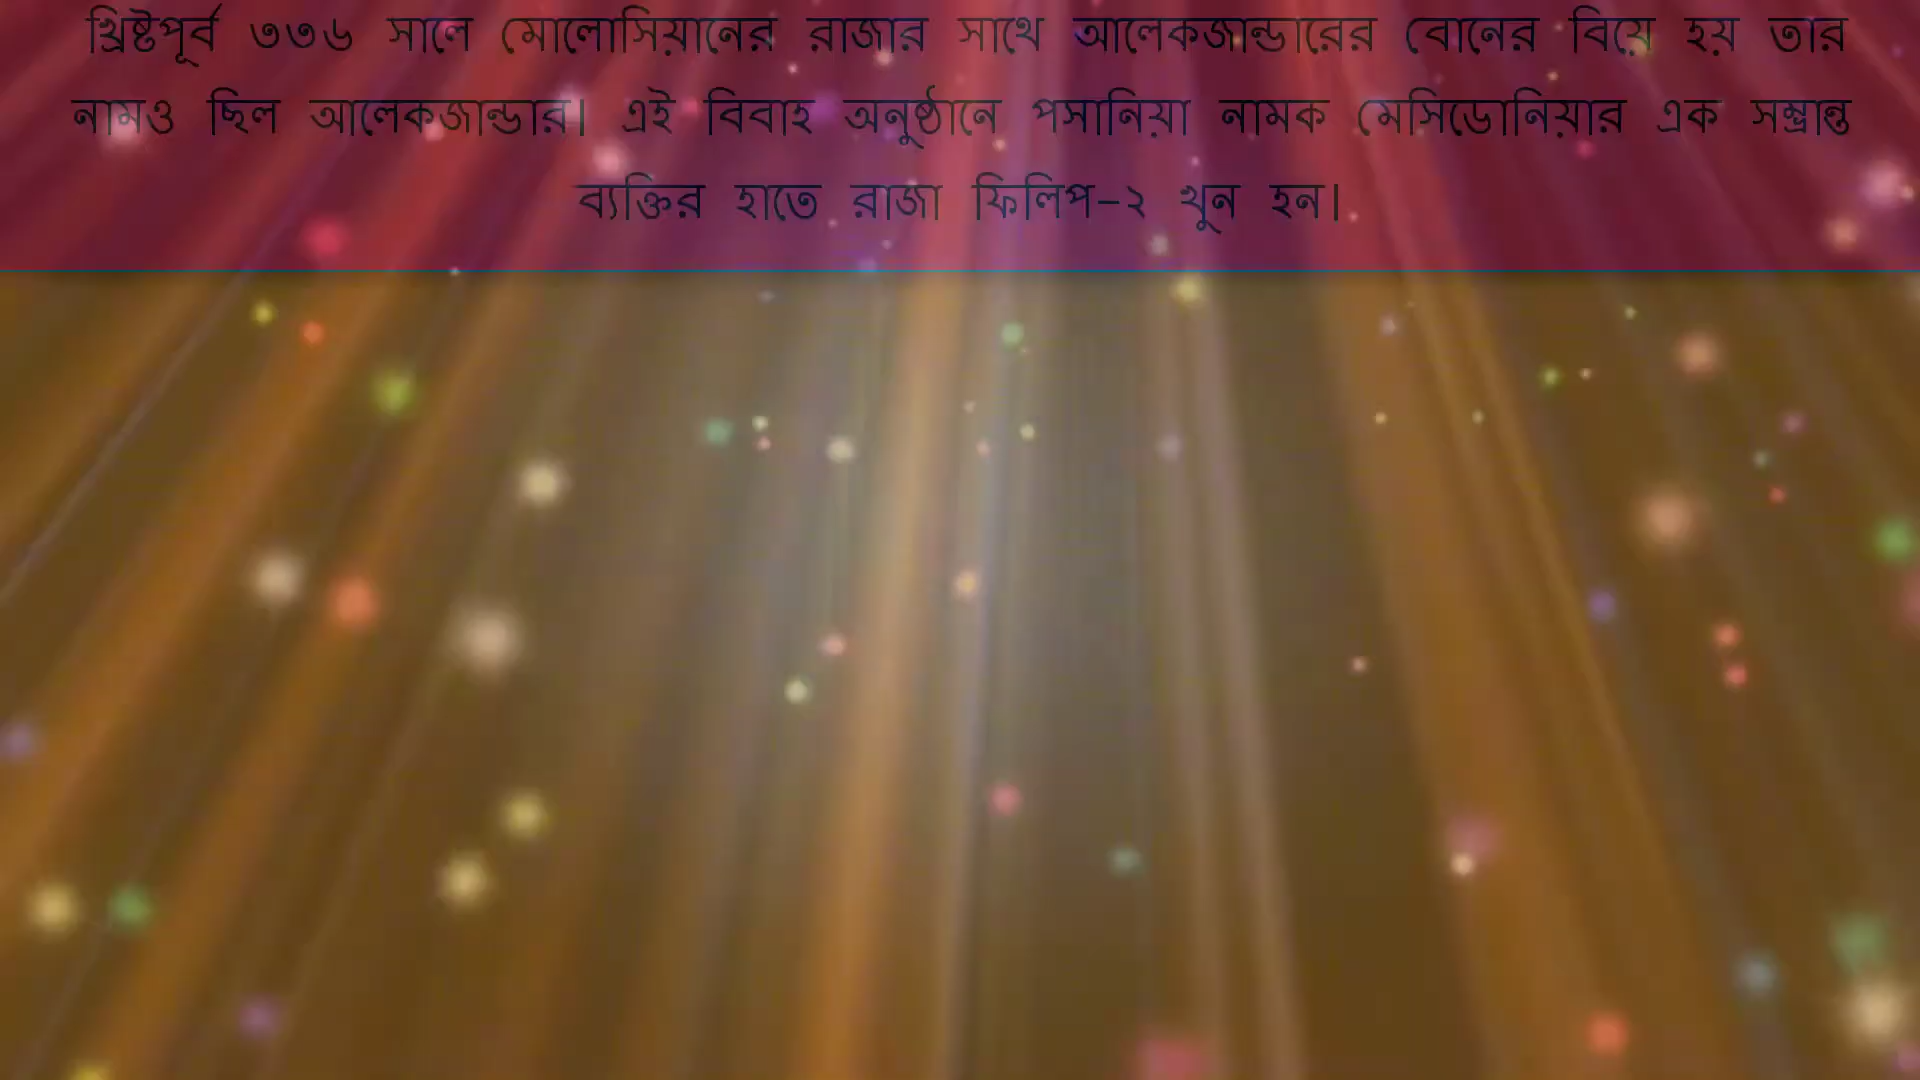 খ্রিষ্টপূর্ব ৩৩৬ সালে মোলোসিয়ানের রাজার সাথে আলেকজান্ডারের বোনের বিয়ে হয় তার
নামও ছিল আলেকজান্ডার। এই বিবাহ অনুষ্ঠানে পসানিয়া নামক মেসিডোনিয়ার এক সম্ভ্রান্ত
ব্যক্তির হাতে রাজা ফিলিপ-২ খুন হন।